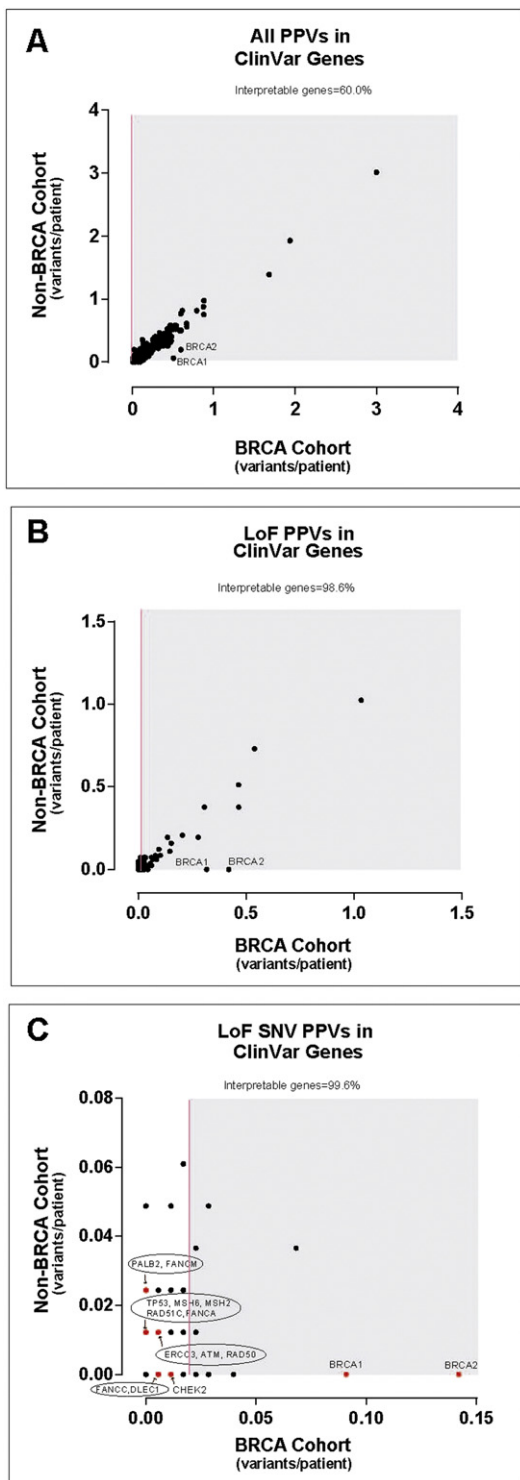 A
All PPVs in
ClinVar Genes
Interpretable genes=60.0%
Non-BRCA Cohort
(variants/patient)
4
3
2
1
0
BRCA2
BRCA1
0 1 2 3 4
BRCA Cohort
(variants/patient)
B
LoF PPVs in
ClinVar Genes
Interpretable genes=98.6%
Non-BRCA Cohort
(variants/patient)
1.5
1.0
0.5
0.0
BRCA1 BRCA2
0.0 0.5 1.0 1.5
BRCA Cohort
(variants/patient)
C
LoF SNV PPVs in
ClinVar Genes
Interpretable genes=99.6%
Non-BRCA Cohort
(variants/patient)
0.08
0.06
0.04
0.02
0.00
PALB2, FANCM
TP53, MSH6, MSH2
RAD51C,FANCA
ERCC3, ATM, RAD50
BRCA1 BRCA2
FANCC,DLEC1 CHEK2
0.00 0.05 0.10 0.15
BRCA Cohort
(variants/patient)